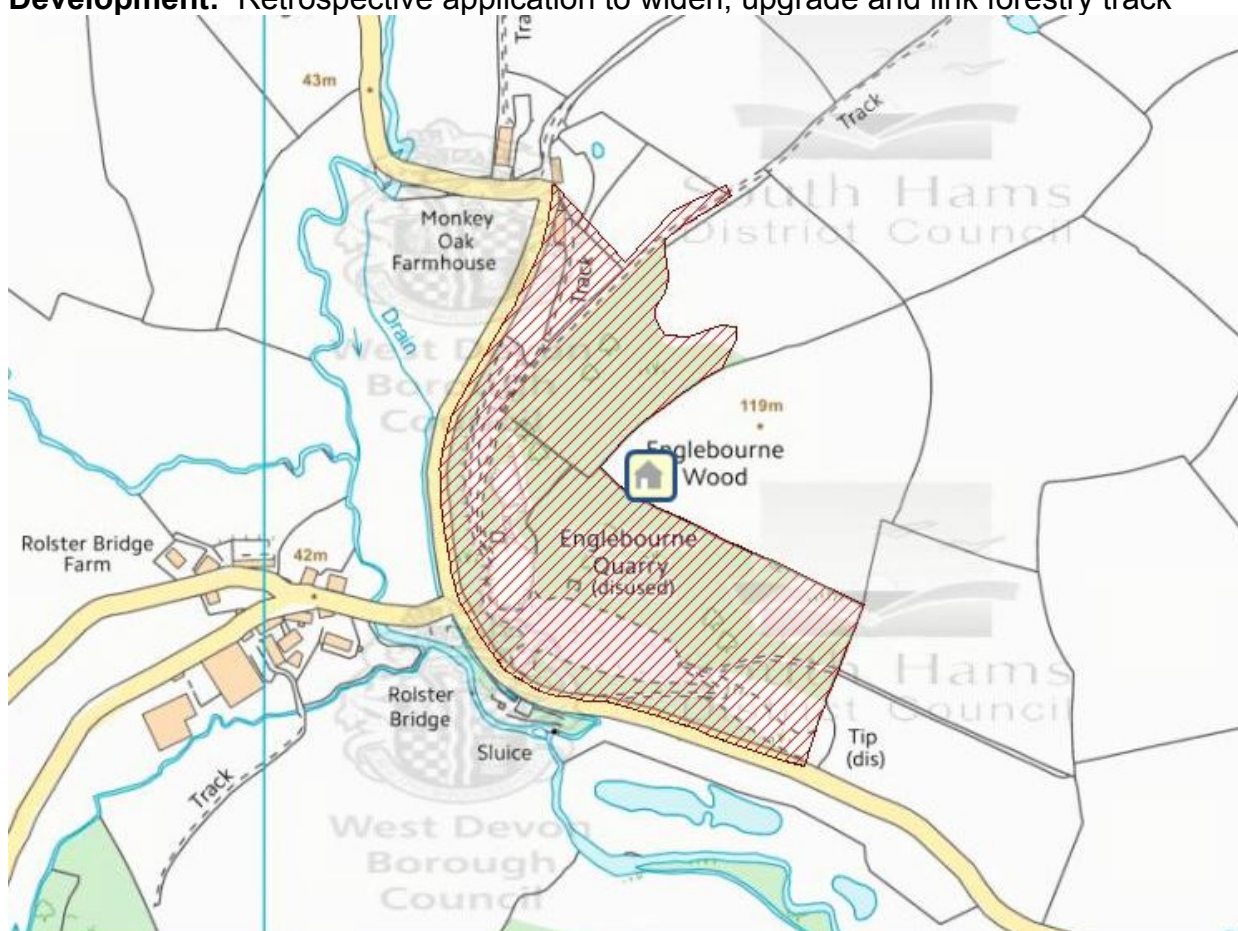 Development: Retrospective application to widen, upgrade and link forestry track
43m
Track
South Hams
District Council
Monkey
Oak
Farmhouse
Track
Drain
West Devon
Borough
Council
119m
Englebourne
Wood
Rolster Bridge
Farm
42m
Englebourne
Quarry
(disused)
South Hams
District Council
Rolster
Bridge
Sluice
Tip
(dis)
Track
West Devon
Borough
Council